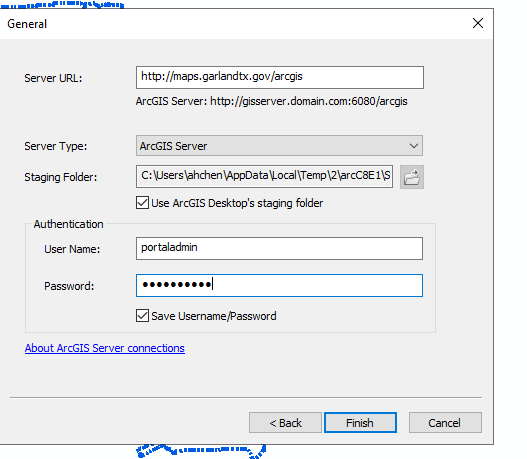 General
Server URL:
http://maps.garlandtx.gov/arcgis
ArcGIS Server: http://gisserver.domain.com:6080/arcgis
Server Type:
ArcGIS Server
Staging Folder:
C:\Users\ahchen\AppData\Local\Temp\2\arcC8E1\S
Use ArcGIS Desktop's staging folder
Authentication
User Name:
portaladmin
Password:
●●●●●●●●●●
Save Username/Password
About ArcGIS Server connections
< Back
Finish
Cancel